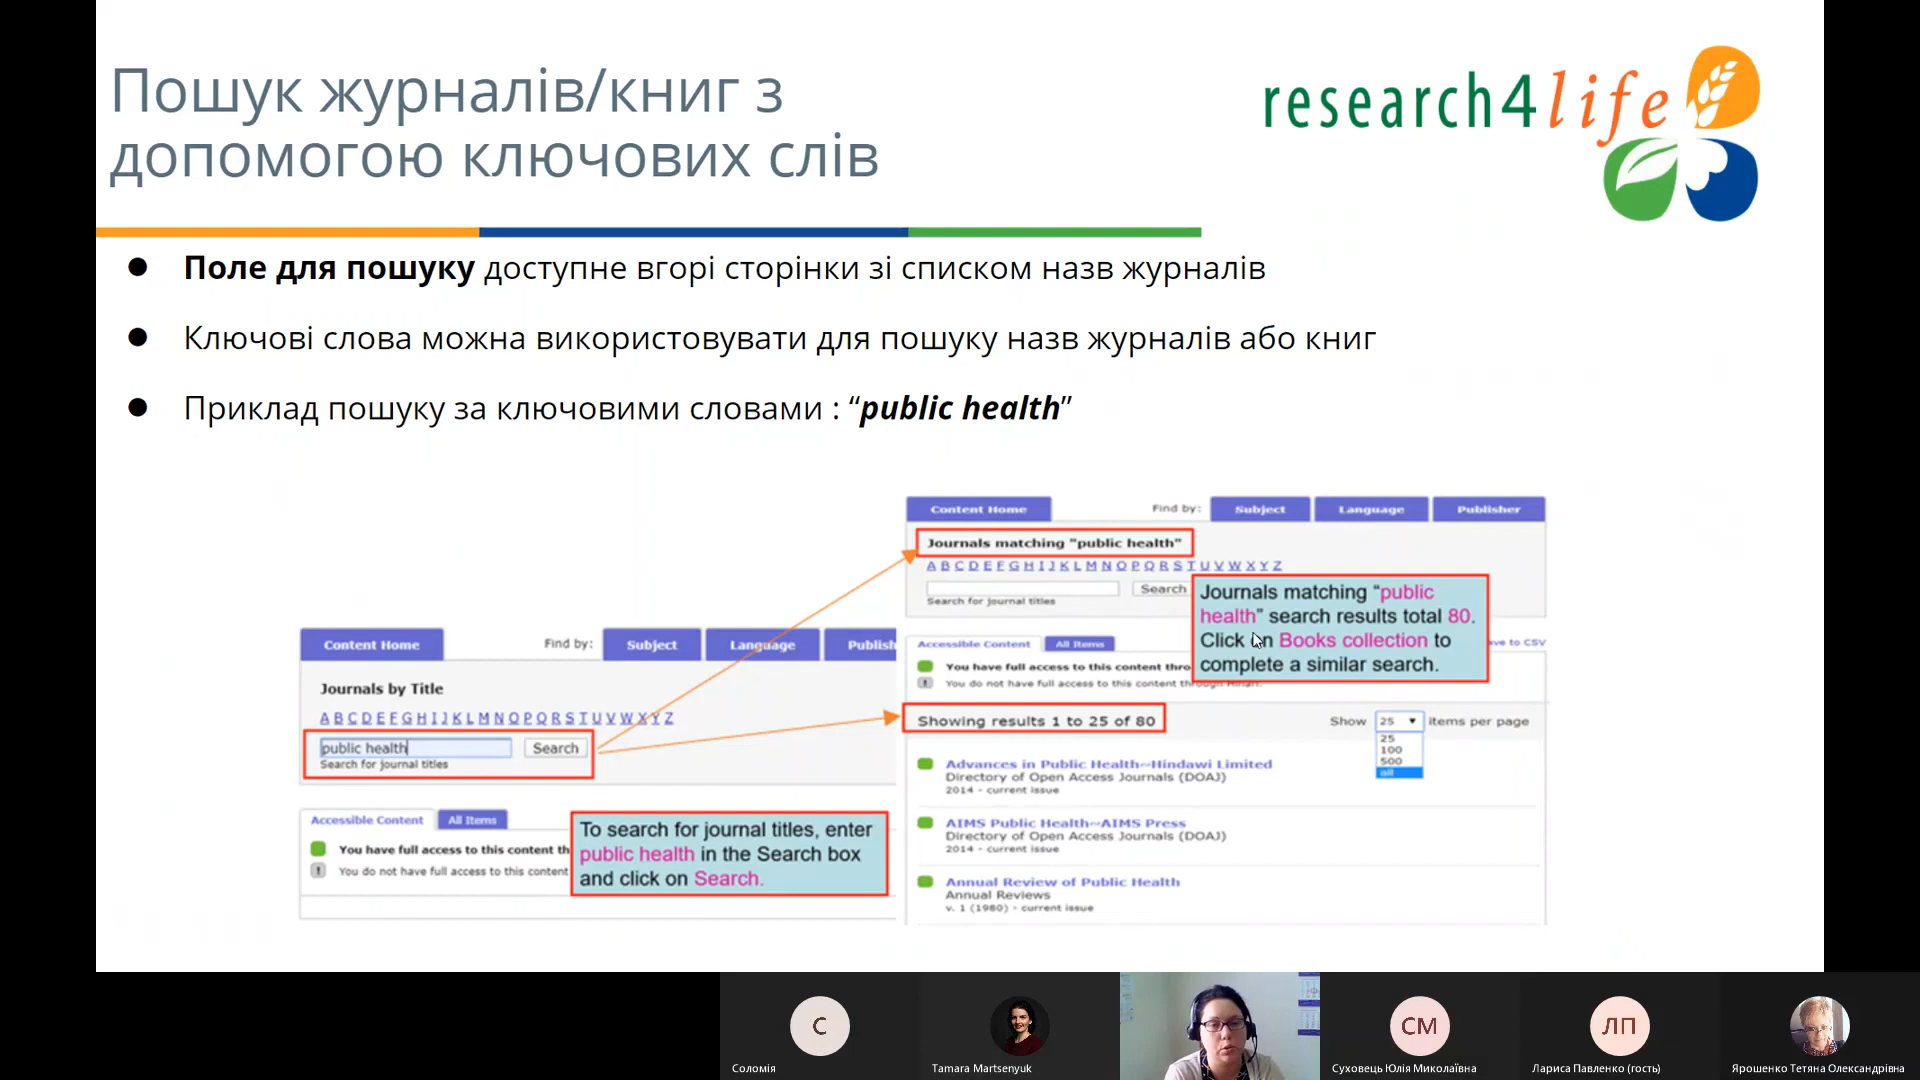 Пошук журналів/книг з
допомогою ключових слів
research4life
● Поле для пошуку доступне вгорі сторінки зі списком назв журналів
● Ключові слова можна використовувати для пошуку назв журналів або книг
● Приклад пошуку за ключовими словами : “public health”
Content Home Find by: Subject Language Publish
Journals by Title
A B C D E F G H I J K L M N O P Q R S T U V W X Y Z
public health Search
Search for journal titles
Accessible Content All Items
You have full access to this content th
You do not have full access to this content
To search for journal titles, enter
public health in the Search box
and click on Search.
Content Home Find by: Subject Language Publisher
Journals matching "public health"
A B C D E F G H I J K L M N O P Q R S T U V W X Y Z
Search
Search for journal titles
Journals matching “public
health” search results total 80.
Click on Books collection to
complete a similar search.
Accessible Content All Items ve to CSV
You have full access to this content thro
You do not have full access to this content through Hinari.
Showing results 1 to 25 of 80 Show 25 items per page
25
100
500
all
Advances in Public Health~Hindawi Limited
Directory of Open Access Journals (DOAJ)
2014 - current issue
AIMS Public Health~AIMS Press
Directory of Open Access Journals (DOAJ)
2014 - current issue
Annual Review of Public Health
Annual Reviews
v. 1 (1980) - current issue
С СМ ЛП
Соломія Tamara Martsenyuk Суховець Юлія Миколаївна Лариса Павленко (гость) Ярошенко Тетяна Олександрівна